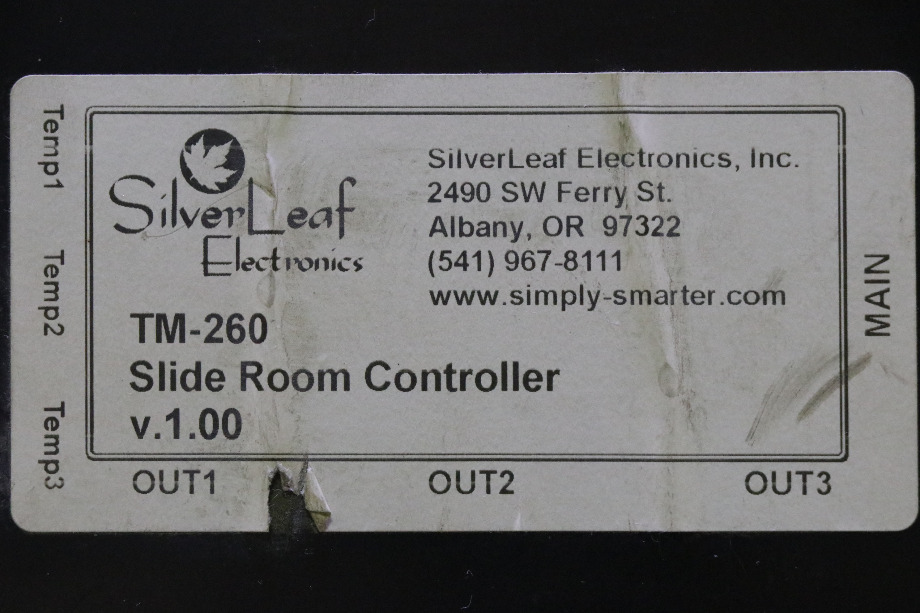 Temp1
Temp2
Temp3
SilverLeaf
Electronics
SilverLeaf Electronics, Inc.
2490 SW Ferry St.
Albany, OR 97322
(541) 967-8111
www.simply-smarter.com
TM-260
Slide Room Controller
v.1.00
MAIN
OUT1
OUT2
OUT3